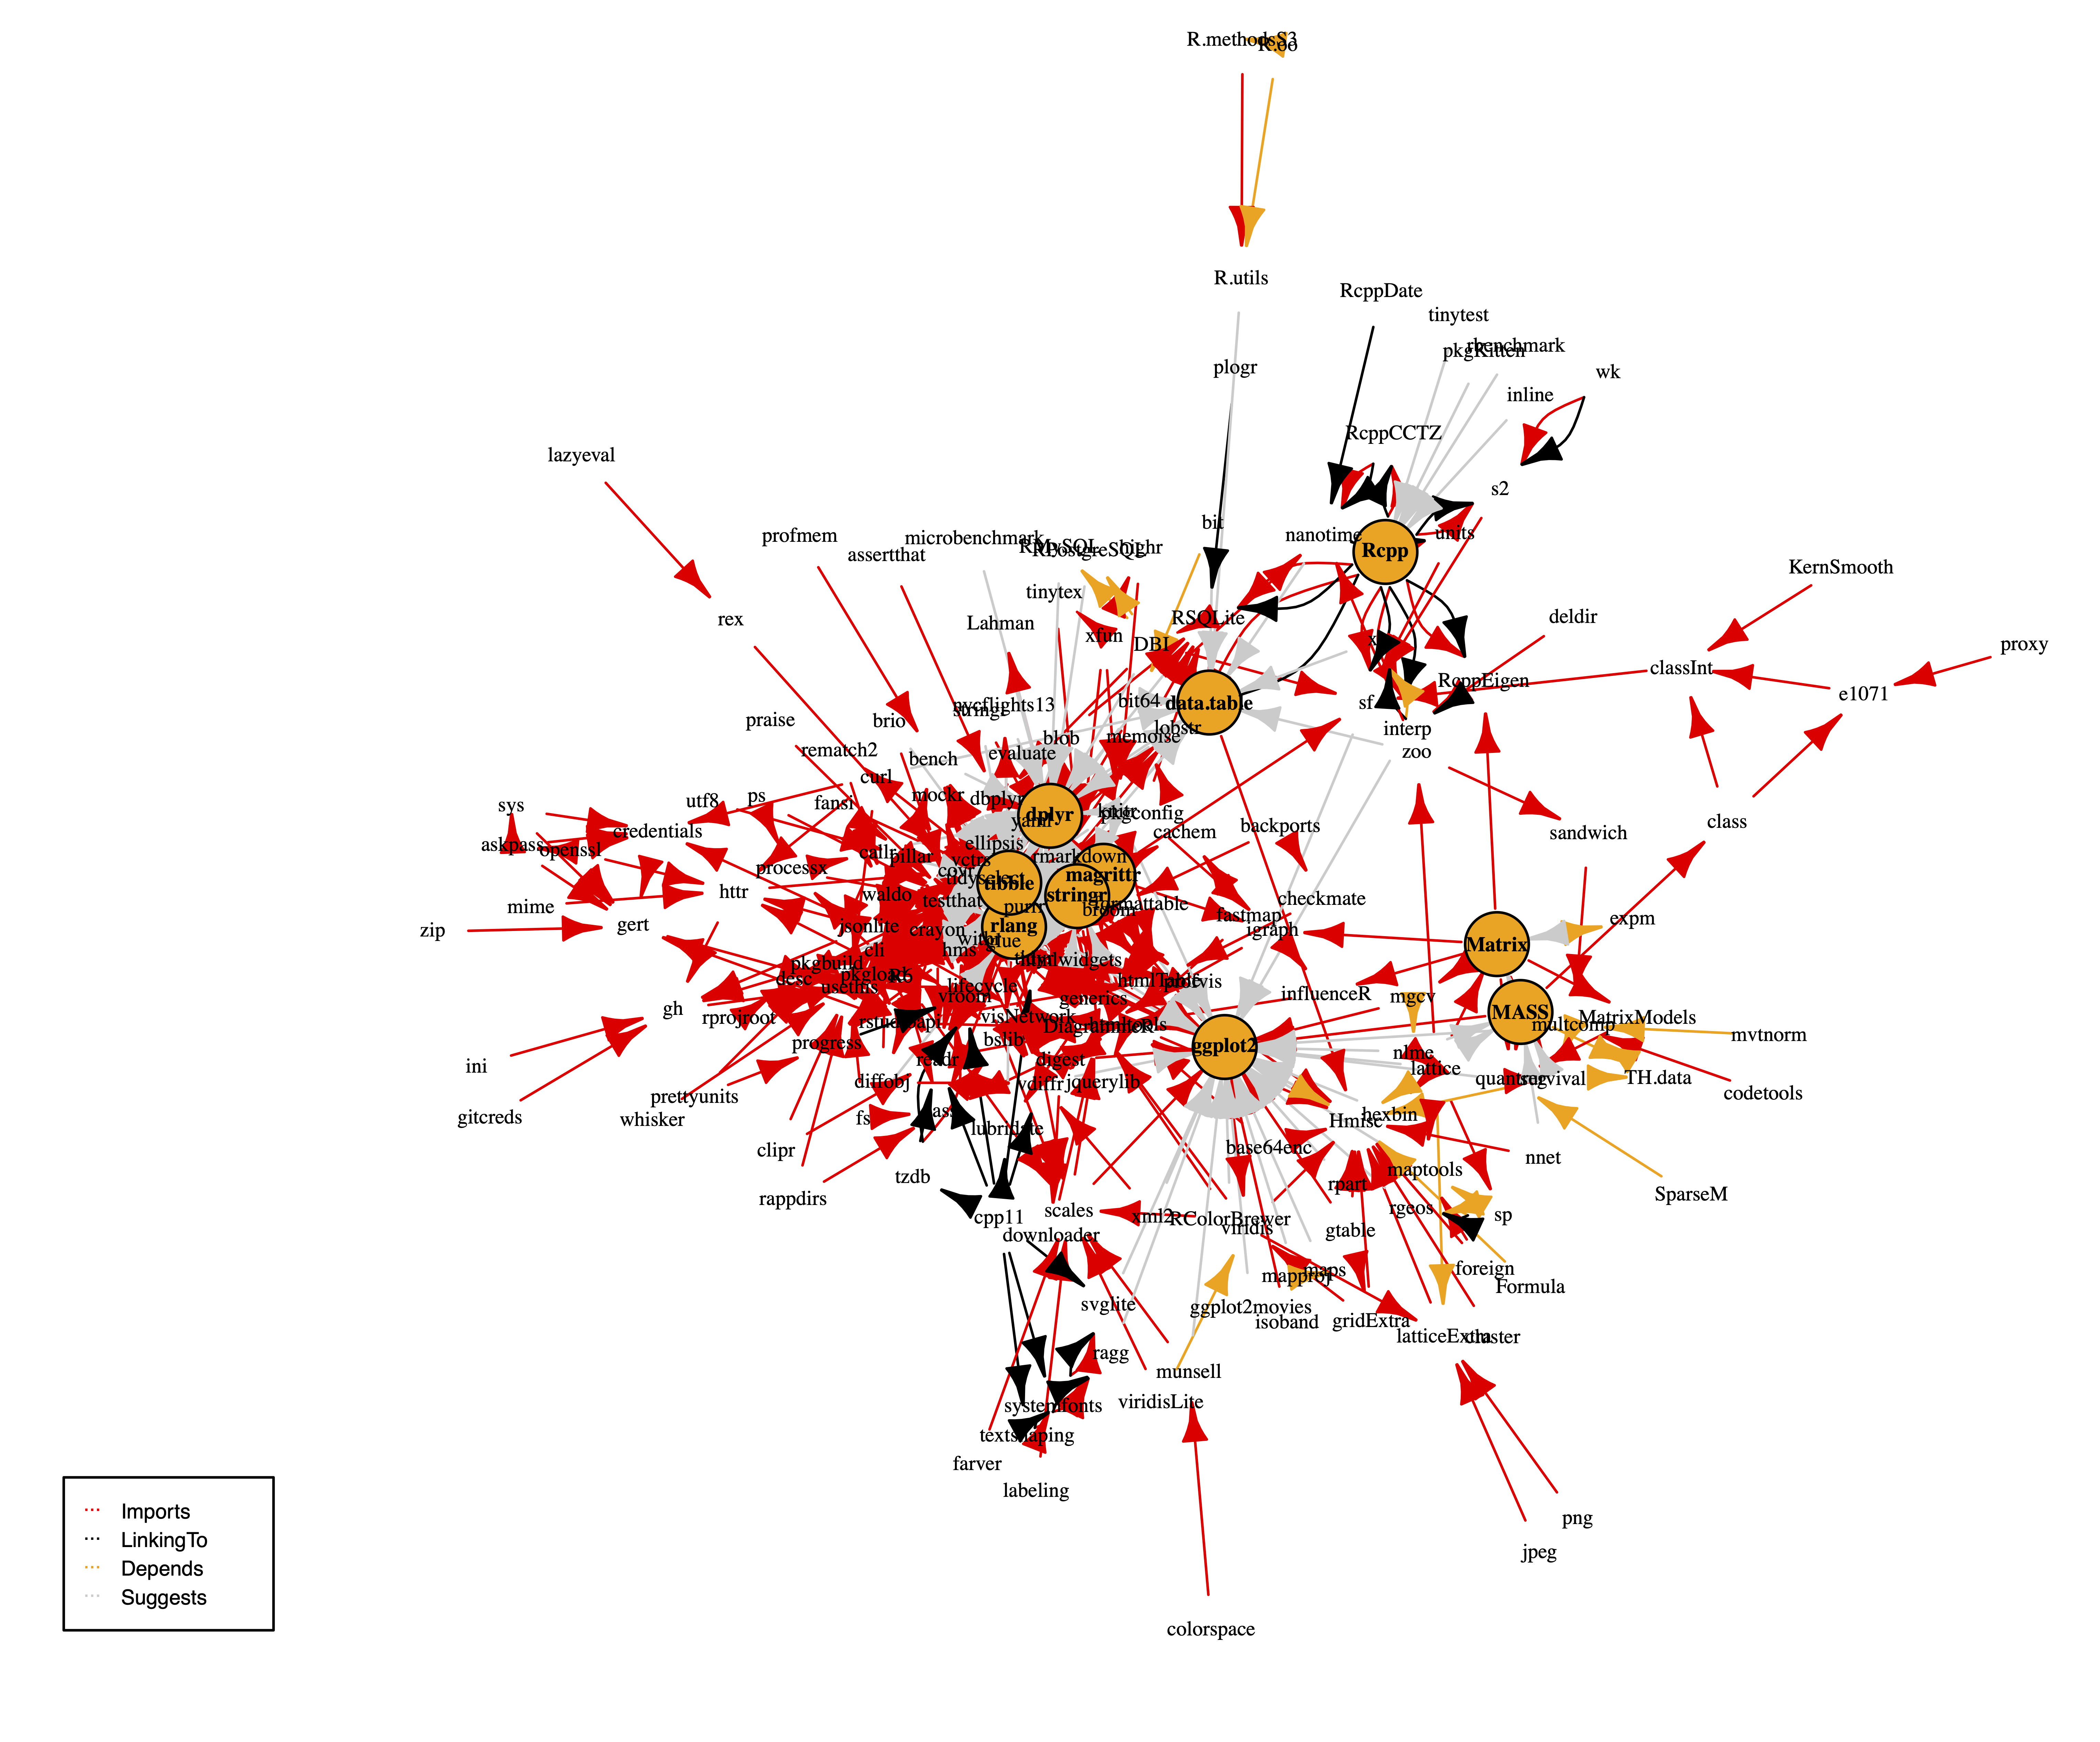 R.methodsS3
R.oo
R.utils
RcppDate
tinytest
rbenchmark
pkgKitten
plogr
wk
inline
RcppCCTZ
lazyeval
s2
bit
profmem
microbenchmark
nanotime
units
RMySQL
RPostgreSQL
highr
assertthat
Rcpp
KernSmooth
tinytex
rex
Lahman
RSQLite
deldir
xfun
DBI
proxy
classInt
RcppEigen
e1071
nycflights13
stringi
bit64
data.table
sf
praise
brio
blob
memoise
lobstr
interp
rematch2
bench
evaluate
zoo
curl
sys
utf8
ps
fansi
mockr
dbplyr
dplyr
yaml
knitr
pkgconfig
credentials
cachem
backports
sandwich
class
askpass
openssl
ellipsis
callr
pillar
vctrs
rmarkdown
processx
covr
tidyselect
tibble
magrittr
httr
waldo
testthat
stringr
purrr
formattable
broom
checkmate
mime
fastmap
expm
zip
gert
jsonlite
crayon
rlang
igraph
withr
glue
cli
hms
Matrix
tidyr
htmlwidgets
pkgbuild
desc
pkgload
R6
usethis
lifecycle
vroom
htmlTable
profvis
generics
influenceR
mgcv
gh
rprojroot
rstudioapi
visNetwork
DiagrammeR
htmltools
MASS
multcomp
MatrixModels
mvtnorm
progress
bslib
ggplot2
ini
readr
digest
nlme
lattice
diffobj
vdiffr
jquerylib
quantreg
survival
TH.data
codetools
prettyunits
gitcreds
whisker
fs
sass
lubridate
Hmisc
hexbin
clipr
base64enc
nnet
tzdb
maptools
rappdirs
rpart
SparseM
cpp11
scales
xml2
RColorBrewer
viridis
rgeos
sp
downloader
gtable
mapproj
maps
foreign
Formula
svglite
ggplot2movies
isoband
gridExtra
latticeExtra
cluster
ragg
munsell
systemfonts
viridisLite
textshaping
farver
labeling
png
jpeg
colorspace
Imports
LinkingTo
Depends
Suggests